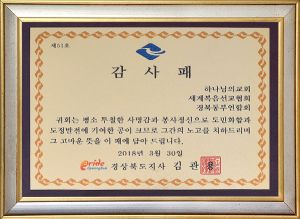 제51호
감사패
하나님의교회
세계복음선교협회
경북동부연합회
귀회는 평소 투철한 사명감과 봉사정신으로 도민화합과
도정발전에 기여한 공이 크므로 그간의 노고를 치하드리며
그 고마운 뜻을 이 패에 담아 드립니다.
2018년 3월 30일
Pride
경상북도지사 김관용